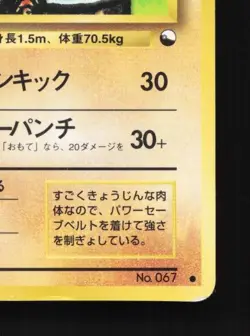 身長1.5m、体重70.5kg
ンキック 30
ーパンチ 30+
「おもて」なら、20ダメージを
る
すごくきょうじんな肉
体なので、パワーセー
ブベルトを着けて強さ
を制ぎょしている。
No. 067 ●